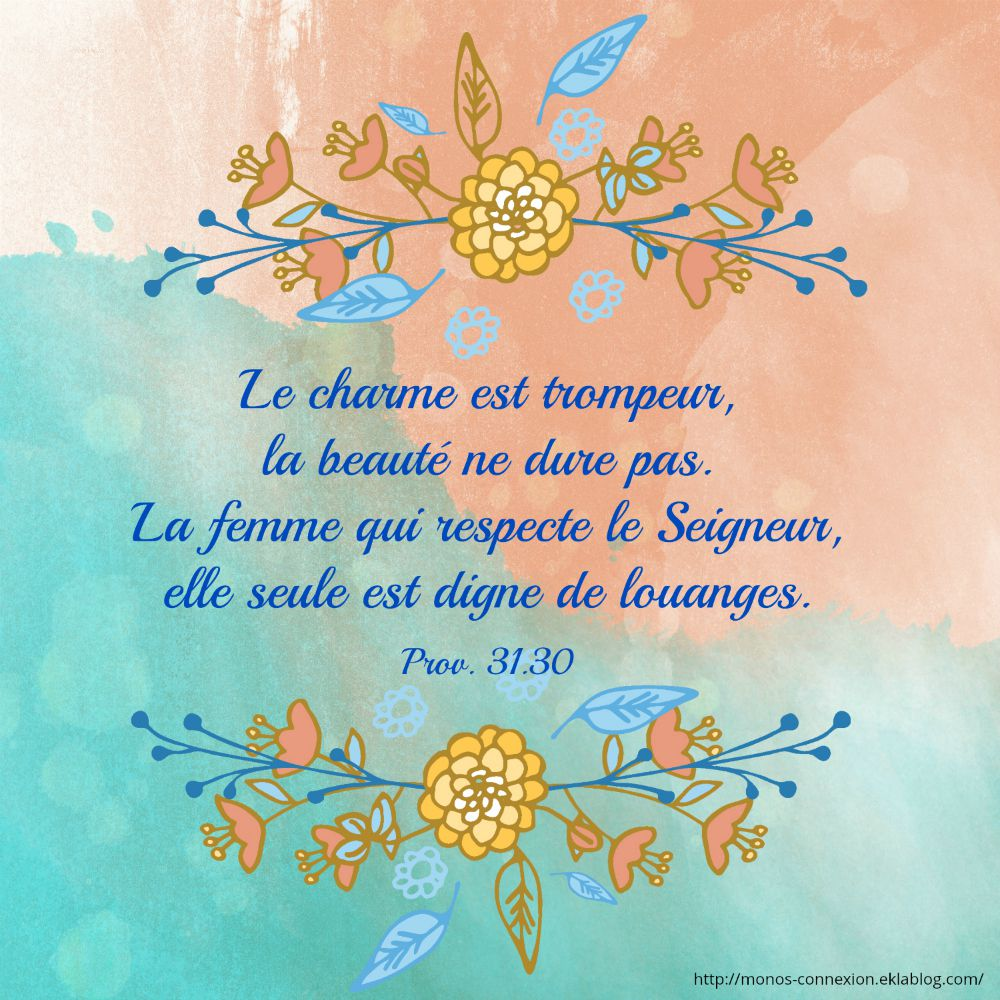 Le charme est trompeur,
la beauté ne dure pas.
La femme qui respecte le Seigneur,
elle seule est digne de louanges.
Prov. 31.30
http://monos-connexion.eklablog.com/